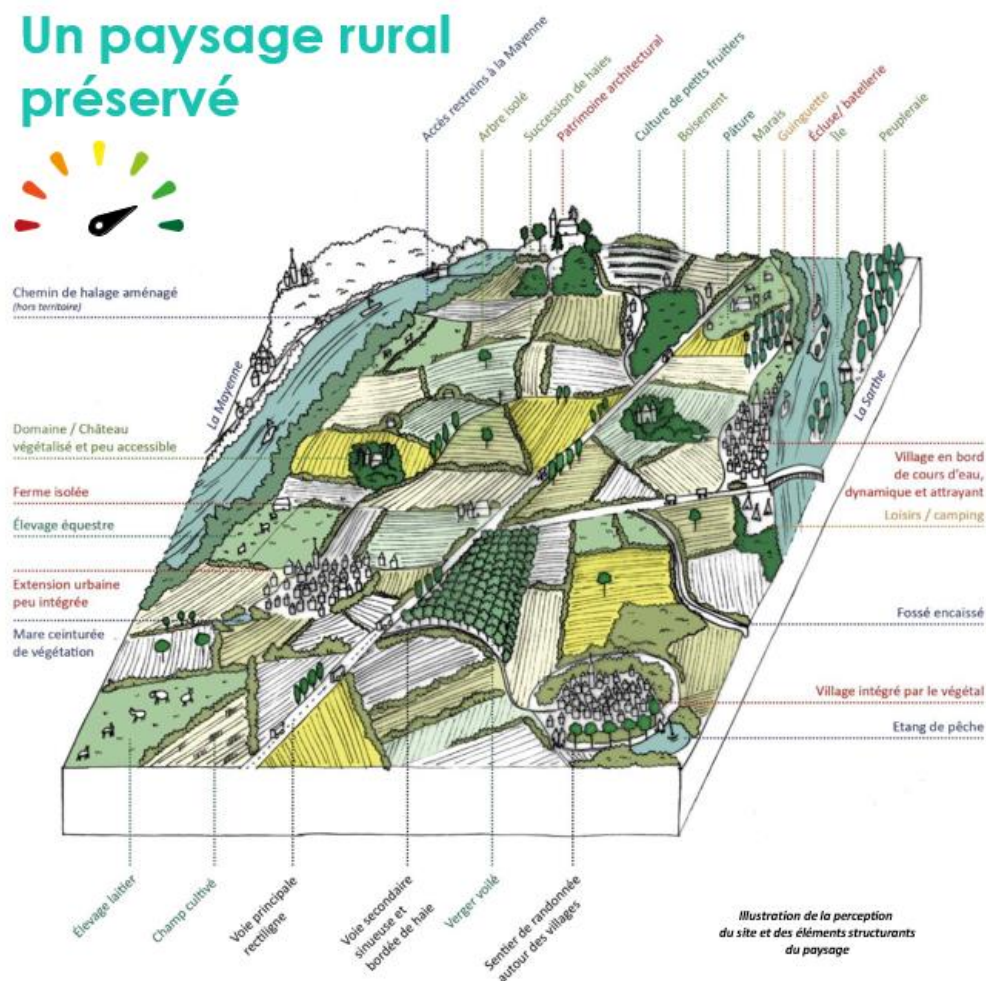 Un paysage rural
préservé
Accès restreins à la Mayenne
Arbre isolé
Succession de haies
Patrimoine architectural
Culture de petits fruitiers
Boisement
Pâture
Marais
Guinguette
Écluse/ batellerie
Île
Peupleraie
Chemin de halage aménagé
(hors territoire)
La Mayenne
La Sarthe
Domaine / Château
végétalisé et peu accessible
Ferme isolée
Élevage équestre
Extension urbaine
peu intégrée
Mare ceinturée
de végétation
Village en bord
de cours d'eau,
dynamique et attrayant
Loisirs / camping
Fossé encaissé
Village intégré par le végétal
Etang de pêche
Élevage laitier
Champ cultivé
Voie principale
rectiligne
Voie secondaire
sinueuse et
bordée de haie
Verger voilé
Sentier de randonnée
autour des villages
Illustration de la perception
du site et des éléments structurants
du paysage